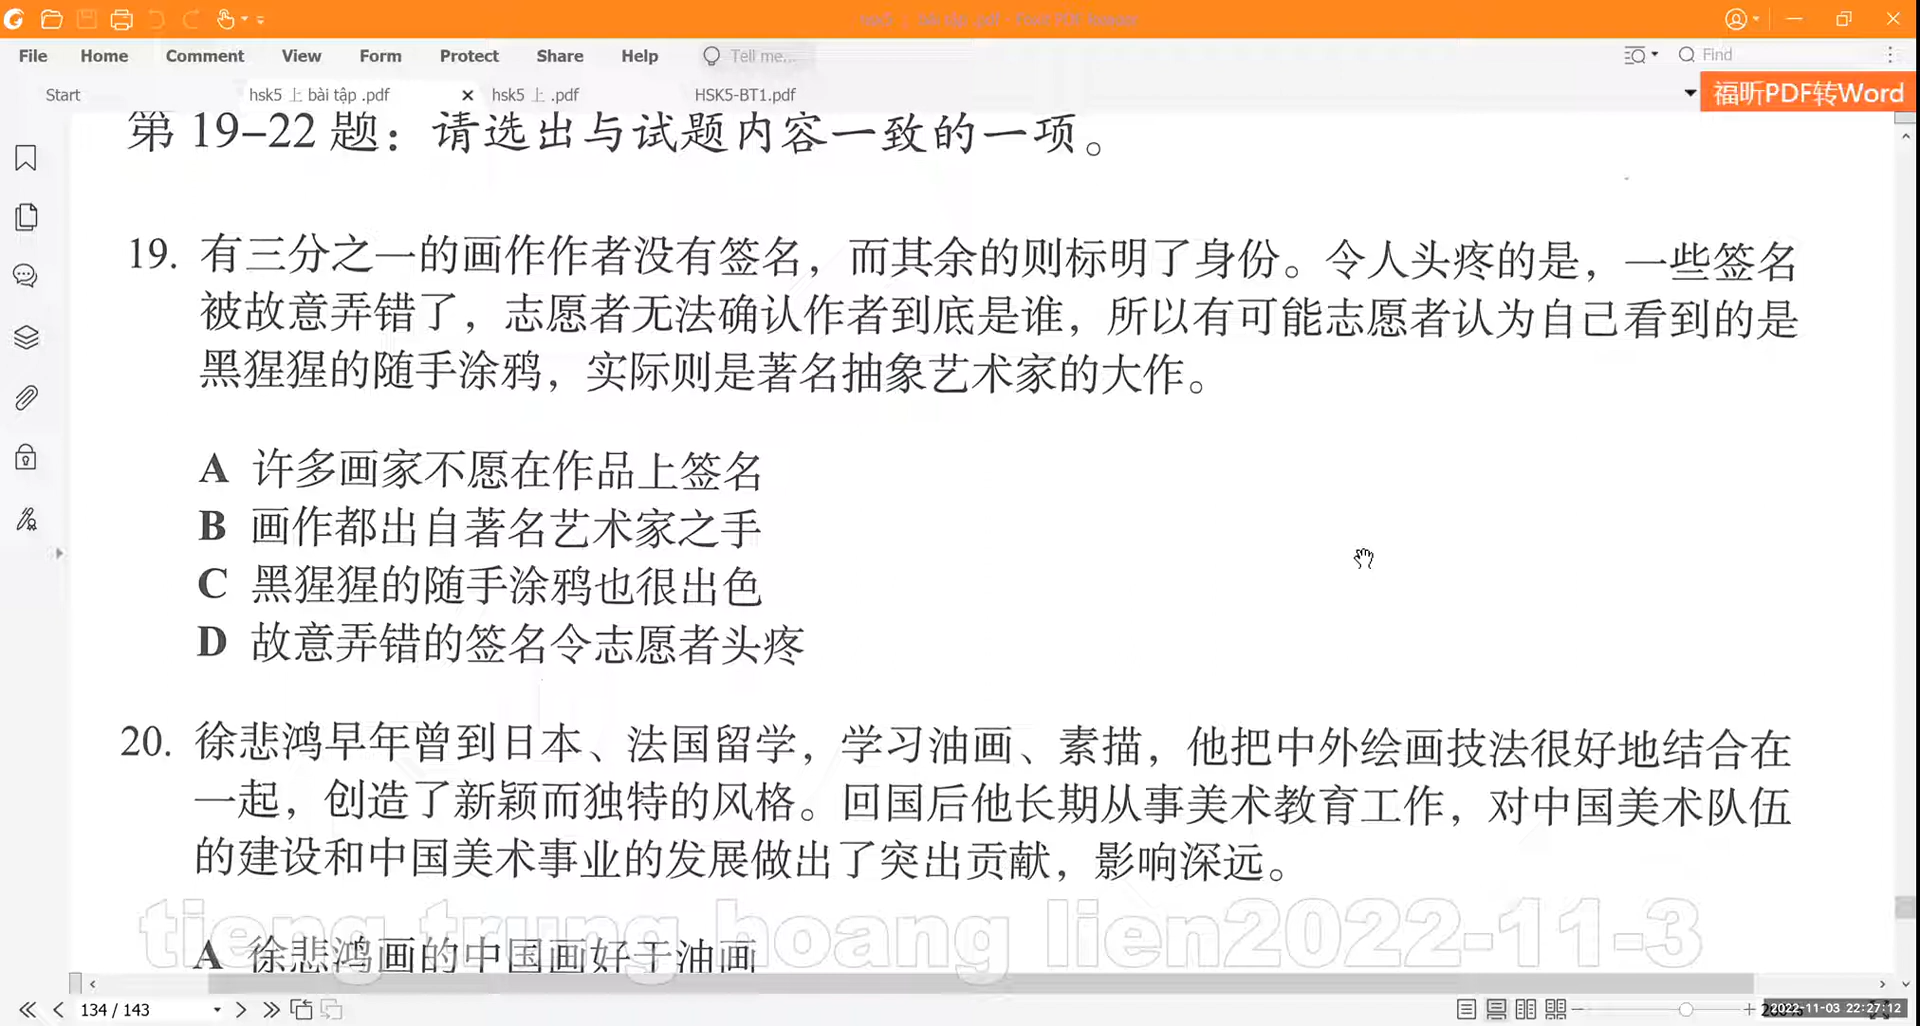 hsk5 上 bài tập .pdf - Foxit PDF Reader
File Home Comment View Form Protect Share Help Tell me... Find
Start hsk5 上 bài tập .pdf hsk5 上 .pdf HSK5-BT1.pdf 福昕PDF转Word
第 19-22 题：请选出与试题内容一致的一项。
19. 有三分之一的画作作者没有签名，而其余的则标明了身份。令人头疼的是，一些签名
被故意弄错了，志愿者无法确认作者到底是谁，所以有可能志愿者认为自己看到的是
黑猩猩的随手涂鸦，实际则是著名抽象艺术家的大作。
A 许多画家不愿在作品上签名
B 画作都出自著名艺术家之手
C 黑猩猩的随手涂鸦也很出色
D 故意弄错的签名令志愿者头疼
20. 徐悲鸿早年曾到日本、法国留学，学习油画、素描，他把中外绘画技法很好地结合在
一起，创造了新颖而独特的风格。回国后他长期从事美术教育工作，对中国美术队伍
的建设和中国美术事业的发展做出了突出贡献，影响深远。
tieng trung hoang lien2022-11-3
A 徐悲鸿画的中国画好于油画
134 / 143 2022-11-03 22:27:12